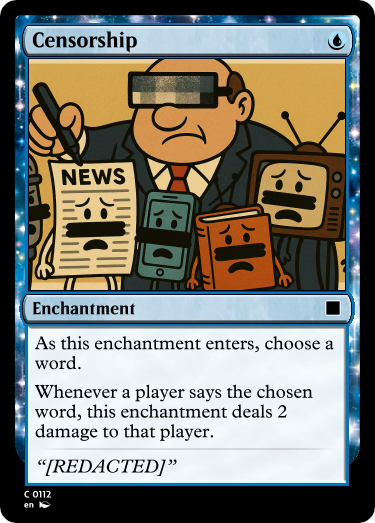 Censorship
NEWS
Enchantment
As this enchantment enters, choose a
word.
Whenever a player says the chosen
word, this enchantment deals 2
damage to that player.
“[REDACTED]”
C 0112
en